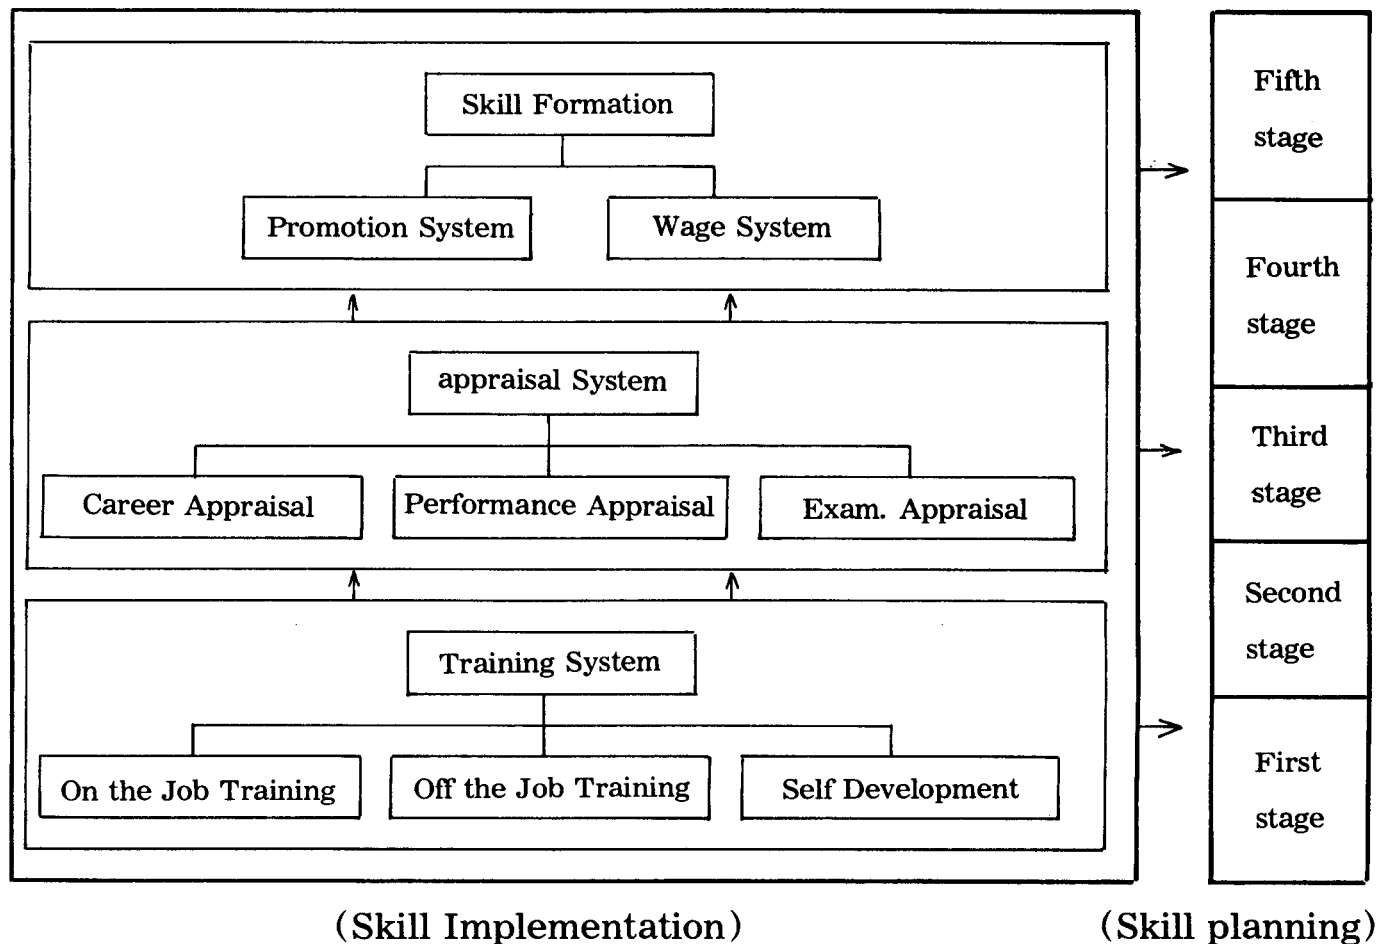 Skill Formation
Promotion System
Wage System
appraisal System
Career Appraisal
Performance Appraisal
Exam. Appraisal
Training System
On the Job Training
Off the Job Training
Self Development
(Skill Implementation)
Fifth
stage
Fourth
stage
Third
stage
Second
stage
First
stage
(Skill planning)